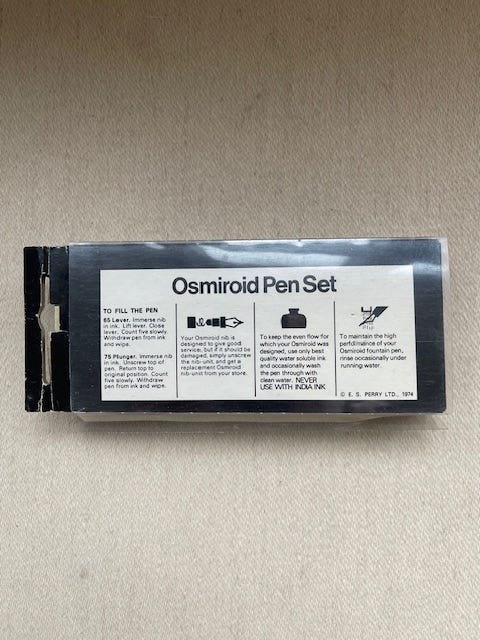 Osmiroid Pen Set
TO FILL THE PEN
65 Lever. Immerse nib
in ink. Lift lever. Close
lever. Count five slowly.
Withdraw pen from ink
and wipe.
75 Plunger. Immerse nib
in ink. Unscrew top of
pen. Return top to
original position. Count
five slowly. Withdraw
pen from ink and wipe.
Your Osmiroid nib is
designed to give good
service, but if it should be
damaged, simply unscrew
the nib-unit, and get a
replacement Osmiroid
nib-unit from your store.
To keep the even flow for
which your Osmiroid was
designed, use only best
quality water soluble ink
and occasionally wash
the pen through with
clean water. NEVER
USE WITH INDIA INK
To maintain the high
of your
Osmiroid fountain pen,
rinse occasionally under
running water
© E. S. PERRY LTD., 1974